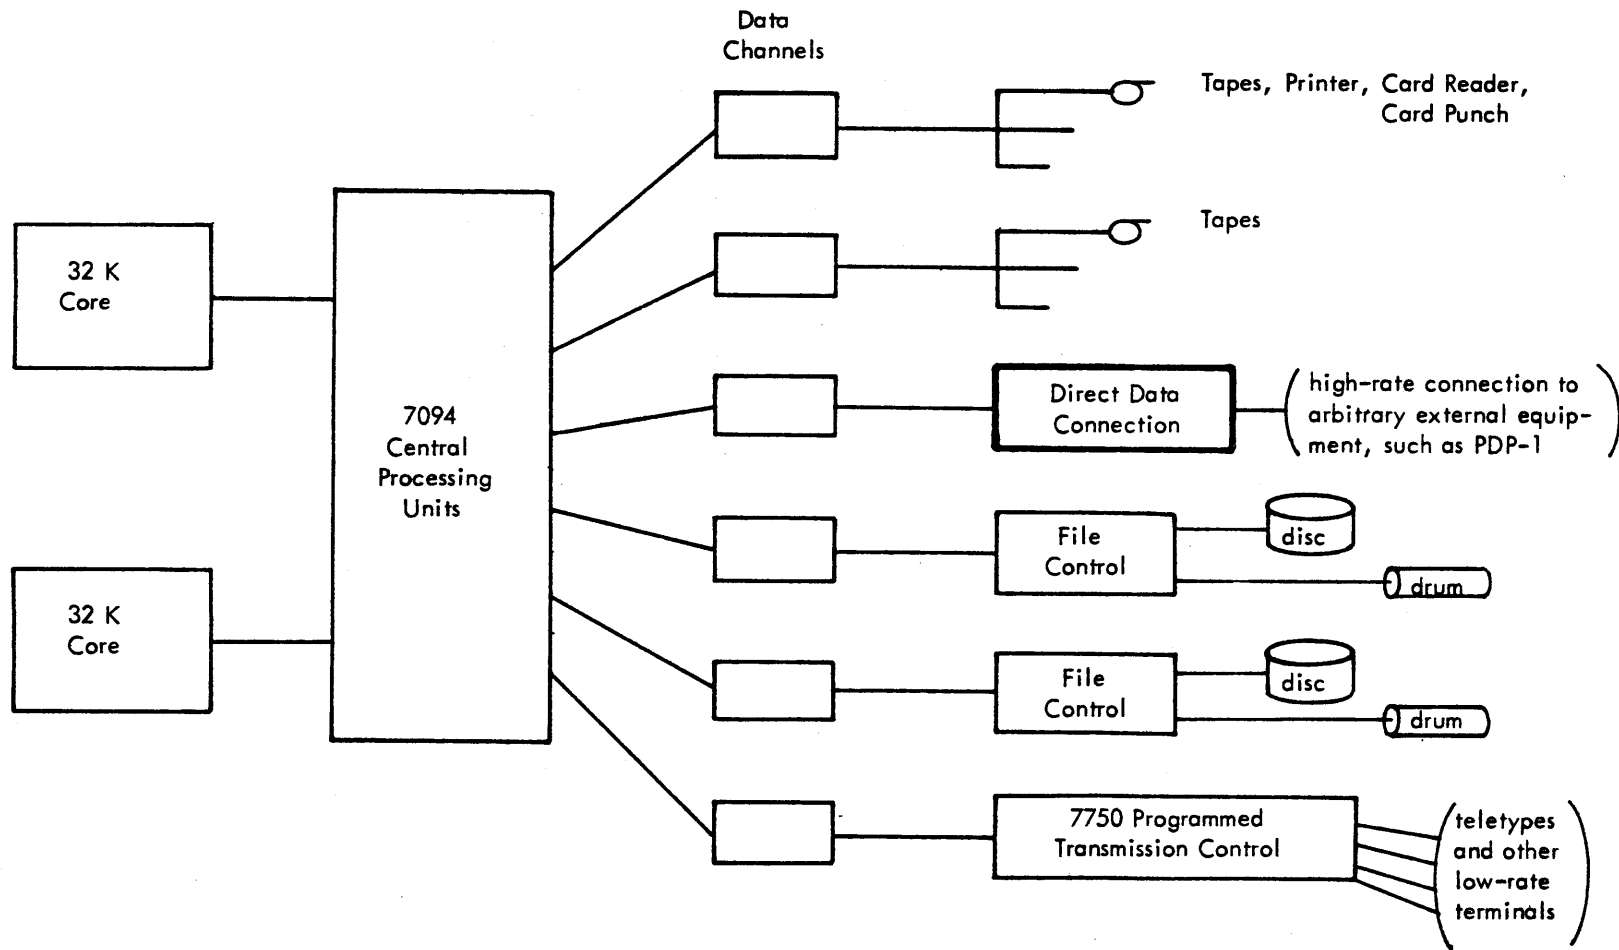 Data
Channels
Tapes, Printer, Card Reader,
Card Punch
Tapes
32 K
Core
7094
Central
Processing
Units
32 K
Core
Direct Data
Connection
high-rate connection to
arbitrary external equip-
ment, such as PDP-1
File
Control
disc
drum
File
Control
disc
drum
7750 Programmed
Transmission Control
teletypes
and other
low-rate
terminals